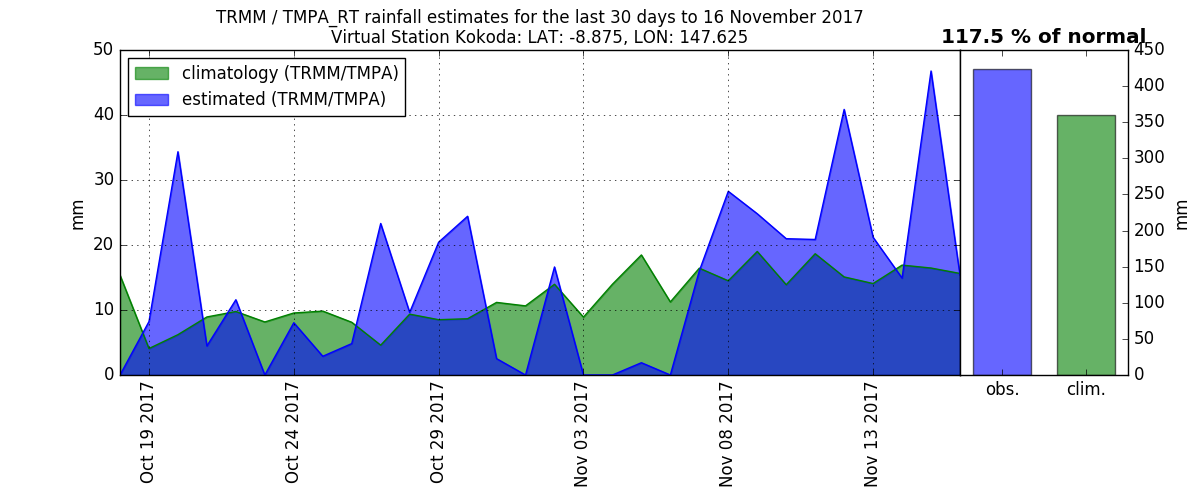 TRMM / TMPA_RT rainfall estimates for the last 30 days to 16 November 2017
Virtual Station Kokoda: LAT: -8.875, LON: 147.625
117.5 % of normal
climatology (TRMM/TMPA)
estimated (TRMM/TMPA)
50
40
30
20
10
0
mm
Oct 19 2017
Oct 24 2017
Oct 29 2017
Nov 03 2017
Nov 08 2017
Nov 13 2017
obs.
clim.
450
400
350
300
250
200
150
100
50
0
mm